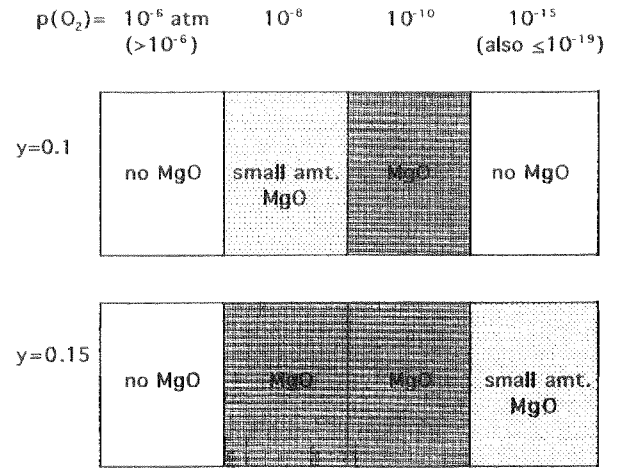 p(O₂)= 10⁻⁶ atm 10⁻⁸ 10⁻¹⁰ 10⁻¹⁵
(>10⁻⁶) (also ≤10⁻¹⁹)
y=0.1
no MgO small amt. MgO MgO no MgO
y=0.15
no MgO MgO MgO small amt. MgO